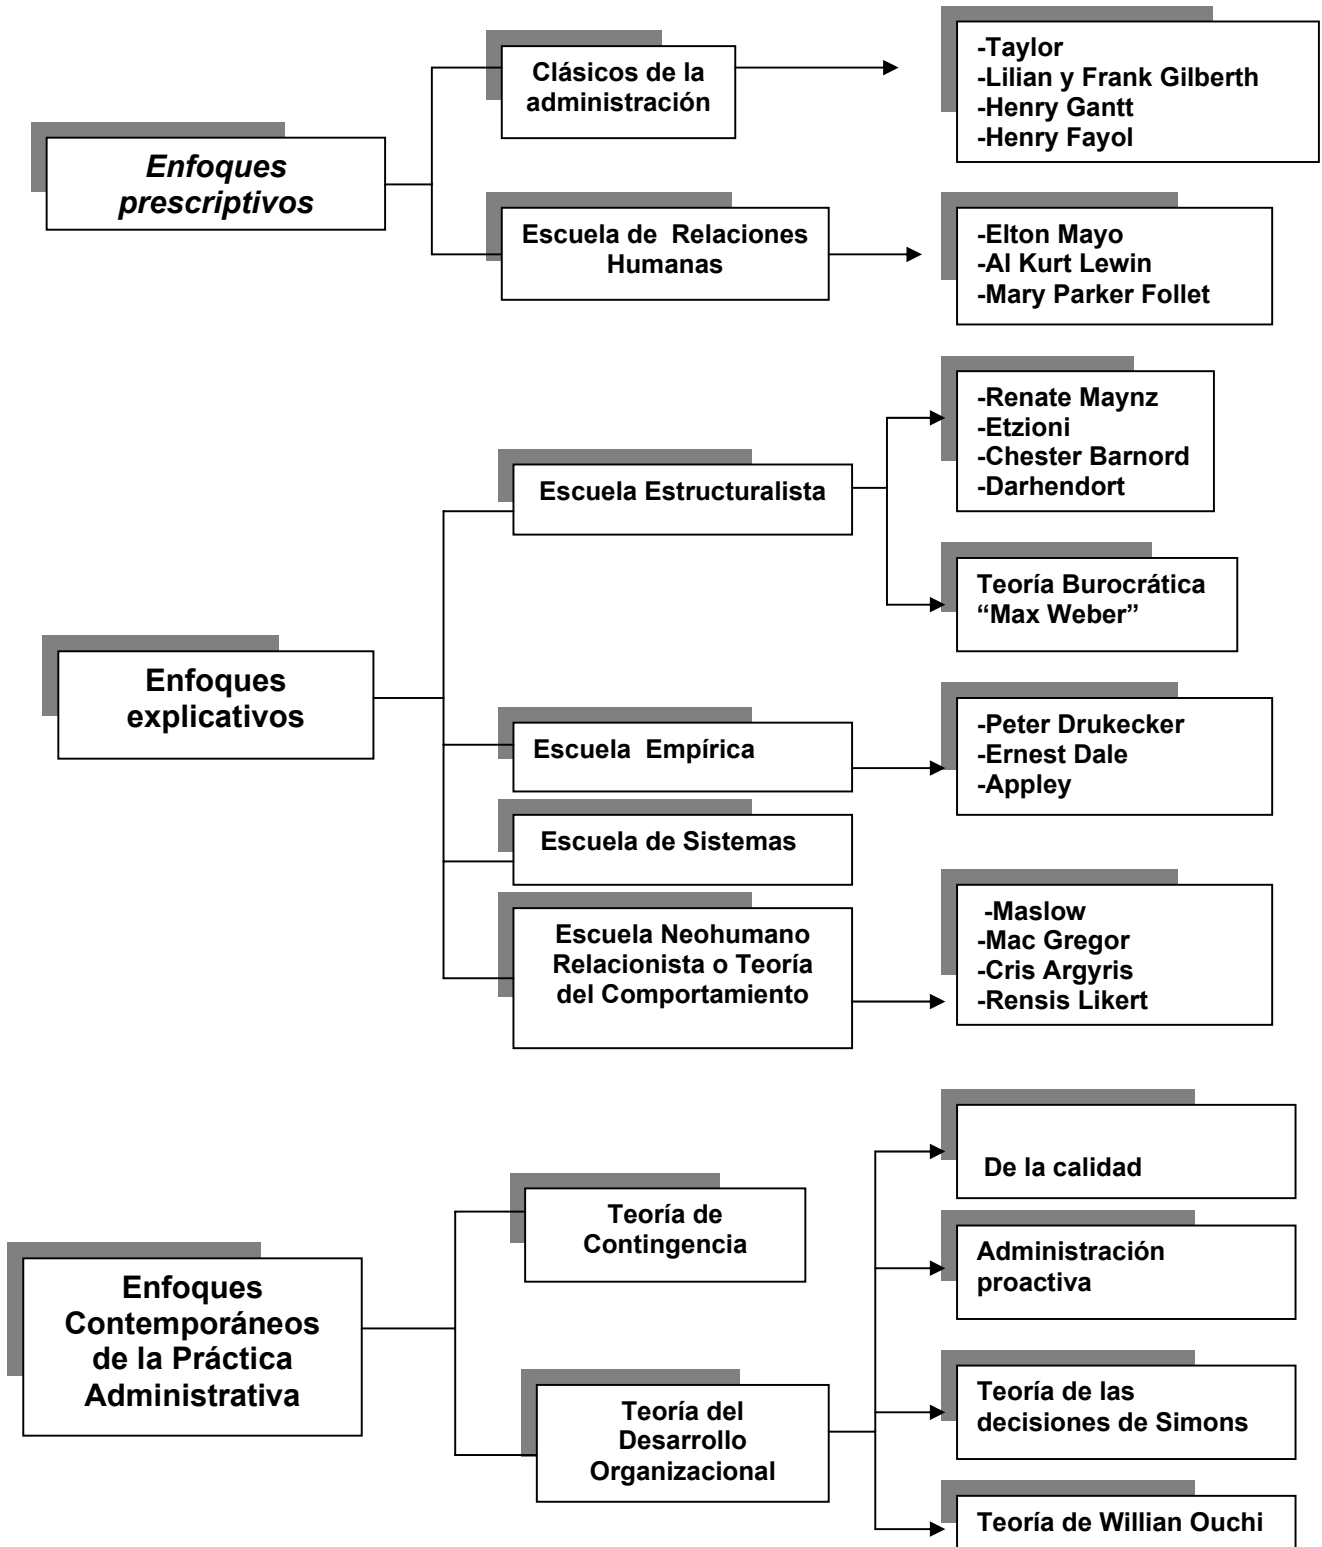 Enfoques
prescriptivos
Clásicos de la
administración
-Taylor
-Lilian y Frank Gilberth
-Henry Gantt
-Henry Fayol
Escuela de Relaciones
Humanas
-Elton Mayo
-Al Kurt Lewin
-Mary Parker Follet
Enfoques
explicativos
Escuela Estructuralista
-Renate Maynz
-Etzioni
-Chester Barnord
-Darhendort
Teoría Burocrática
“Max Weber”
Escuela Empírica
-Peter Drukecker
-Ernest Dale
-Appley
Escuela de Sistemas
Escuela Neohumano
Relacionista o Teoría
del Comportamiento
-Maslow
-Mac Gregor
-Cris Argyris
-Rensis Likert
Enfoques
Contemporáneos
de la Práctica
Administrativa
Teoría de
Contingencia
Teoría del
Desarrollo
Organizacional
De la calidad
Administración
proactiva
Teoría de las
decisiones de Simons
Teoría de Willian Ouchi